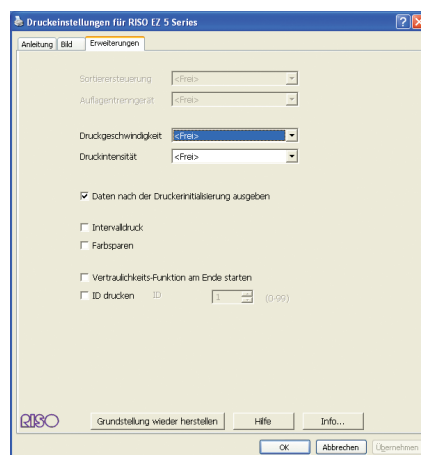 Druckeinstellungen für RISO EZ 5 Series
Anleitung Bild Erweiterungen
Sortierersteuerung <Frei>
Auflagentrenngerät <Frei>
Druckgeschwindigkeit <Frei>
Druckintensität <Frei>
Daten nach der Druckerinitialisierung ausgeben
Intervalldruck
Farbsparen
Vertraulichkeits-Funktion am Ende starten
ID drucken ID 1 (0-99)
RISO Grundstellung wieder herstellen Hilfe Info...
OK Abbrechen Übernehmen